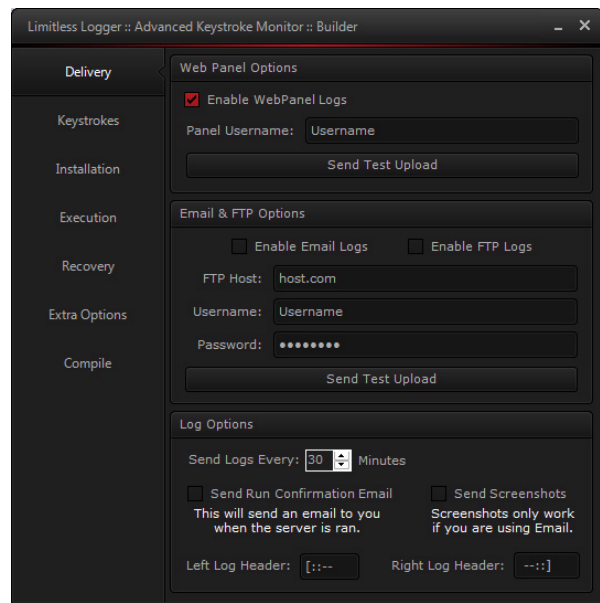 Limitless Logger :: Advanced Keystroke Monitor :: Builder
Delivery
Keystrokes
Installation
Execution
Recovery
Extra Options
Compile
Web Panel Options
Enable WebPanel Logs
Panel Username: Username
Send Test Upload
Email & FTP Options
Enable Email Logs Enable FTP Logs
FTP Host: host.com
Username: Username
Password: ••••••••
Send Test Upload
Log Options
Send Logs Every: 30 Minutes
Send Run Confirmation Email Send Screenshots
This will send an email to you Screenshots only work
when the server is ran. if you are using Email.
Left Log Header: [::-- Right Log Header: --::]